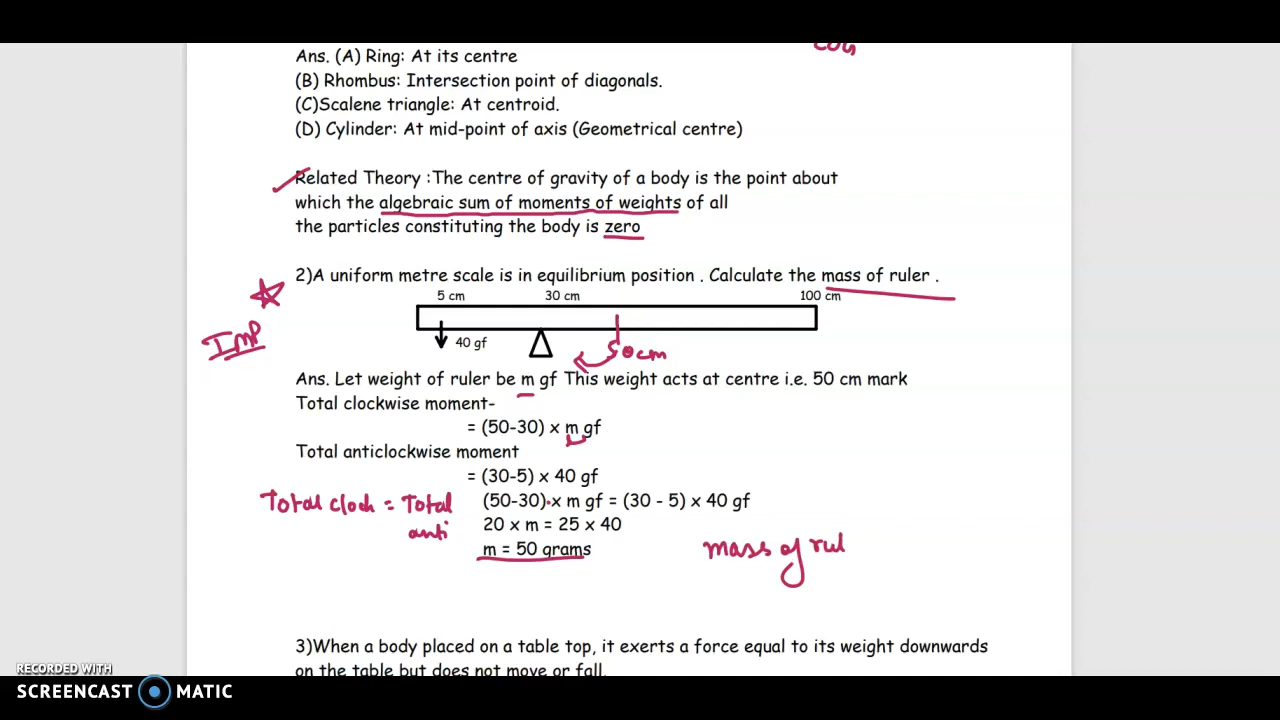 COG
Ans. (A) Ring: At its centre
(B) Rhombus: Intersection point of diagonals.
(C)Scalene triangle: At centroid.
(D) Cylinder: At mid-point of axis (Geometrical centre)
Related Theory :The centre of gravity of a body is the point about
which the algebraic sum of moments of weights of all
the particles constituting the body is zero
2)A uniform metre scale is in equilibrium position . Calculate the mass of ruler .
5 cm 30 cm 100 cm
IMP
40 gf
50cm
Ans. Let weight of ruler be m gf This weight acts at centre i.e. 50 cm mark
Total clockwise moment-
= (50-30) x m gf
Total anticlockwise moment
= (30-5) x 40 gf
Total clock = Total
anti
(50-30) x m gf = (30 - 5) x 40 gf
20 x m = 25 x 40
m = 50 grams
mass of rul
3)When a body placed on a table top, it exerts a force equal to its weight downwards
on the table but does not move or fall.
RECORDED WITH
SCREENCAST MATIC